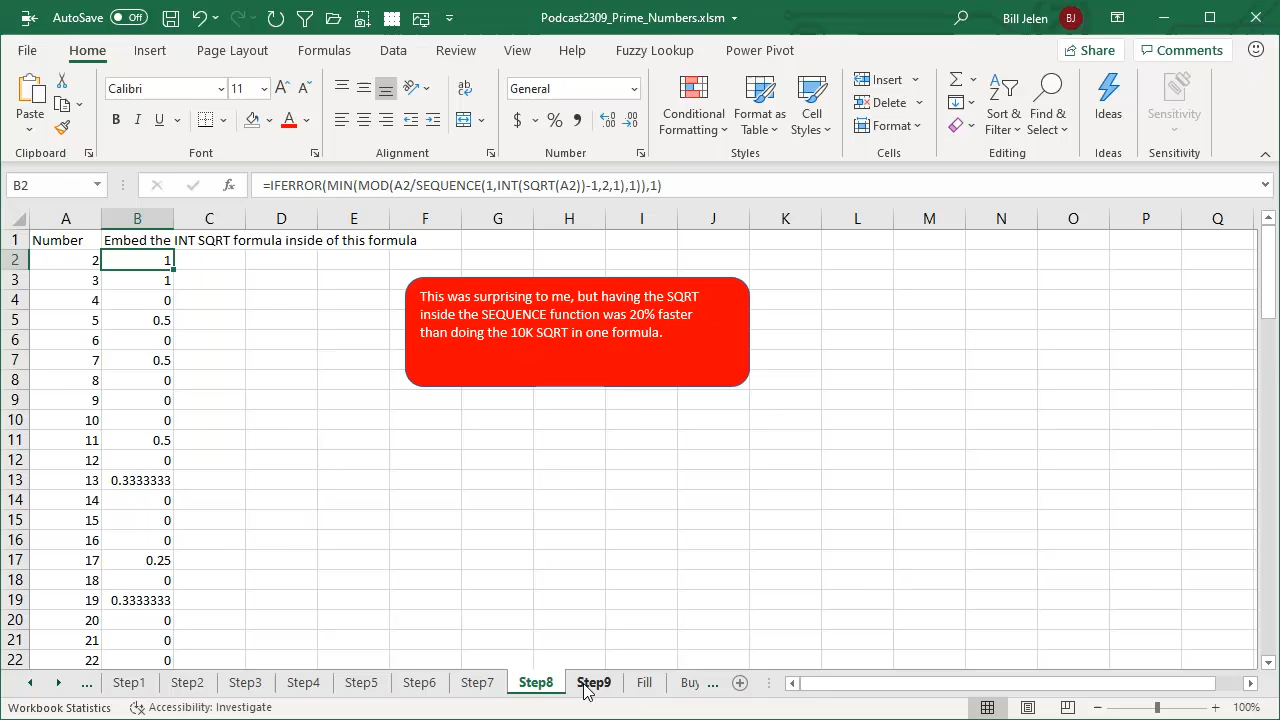 AutoSave Off Podcast2309_Prime_Numbers.xlsm Bill Jelen BJ
File Home Insert Draw Page Layout Formulas Data Review View Help Fuzzy Lookup Power Pivot Share Comments
Calibri 11 General
Paste Conditional Formatting Format as Table Cell Styles Insert Delete Format Sort & Filter Find & Select Ideas Sensitivity
Clipboard Font Alignment Number Styles Cells Editing Ideas Sensitivity
B2 fx =IFERROR(MIN(MOD(A2/SEQUENCE(1,INT(SQRT(A2))-1,2,1),1)),1)
A B C D E F G H I J K L M N O P Q
1 Number Embed the INT SQRT formula inside of this formula
2 2 1
3 3 1
4 4 0
5 5 0.5
6 6 0
7 7 0.5
8 8 0
9 9 0
10 10 0
11 11 0.5
12 12 0
13 13 0.3333333
14 14 0
15 15 0
16 16 0
17 17 0.25
18 18 0
19 19 0.3333333
20 20 0
21 21 0
22 22 0
This was surprising to me, but having the SQRT
inside the SEQUENCE function was 20% faster
than doing the 10K SQRT in one formula.
... Step1 Step2 Step3 Step4 Step5 Step6 Step7 Step8 Step9 Fill Buy ...
Workbook Statistics Accessibility: Investigate 100%